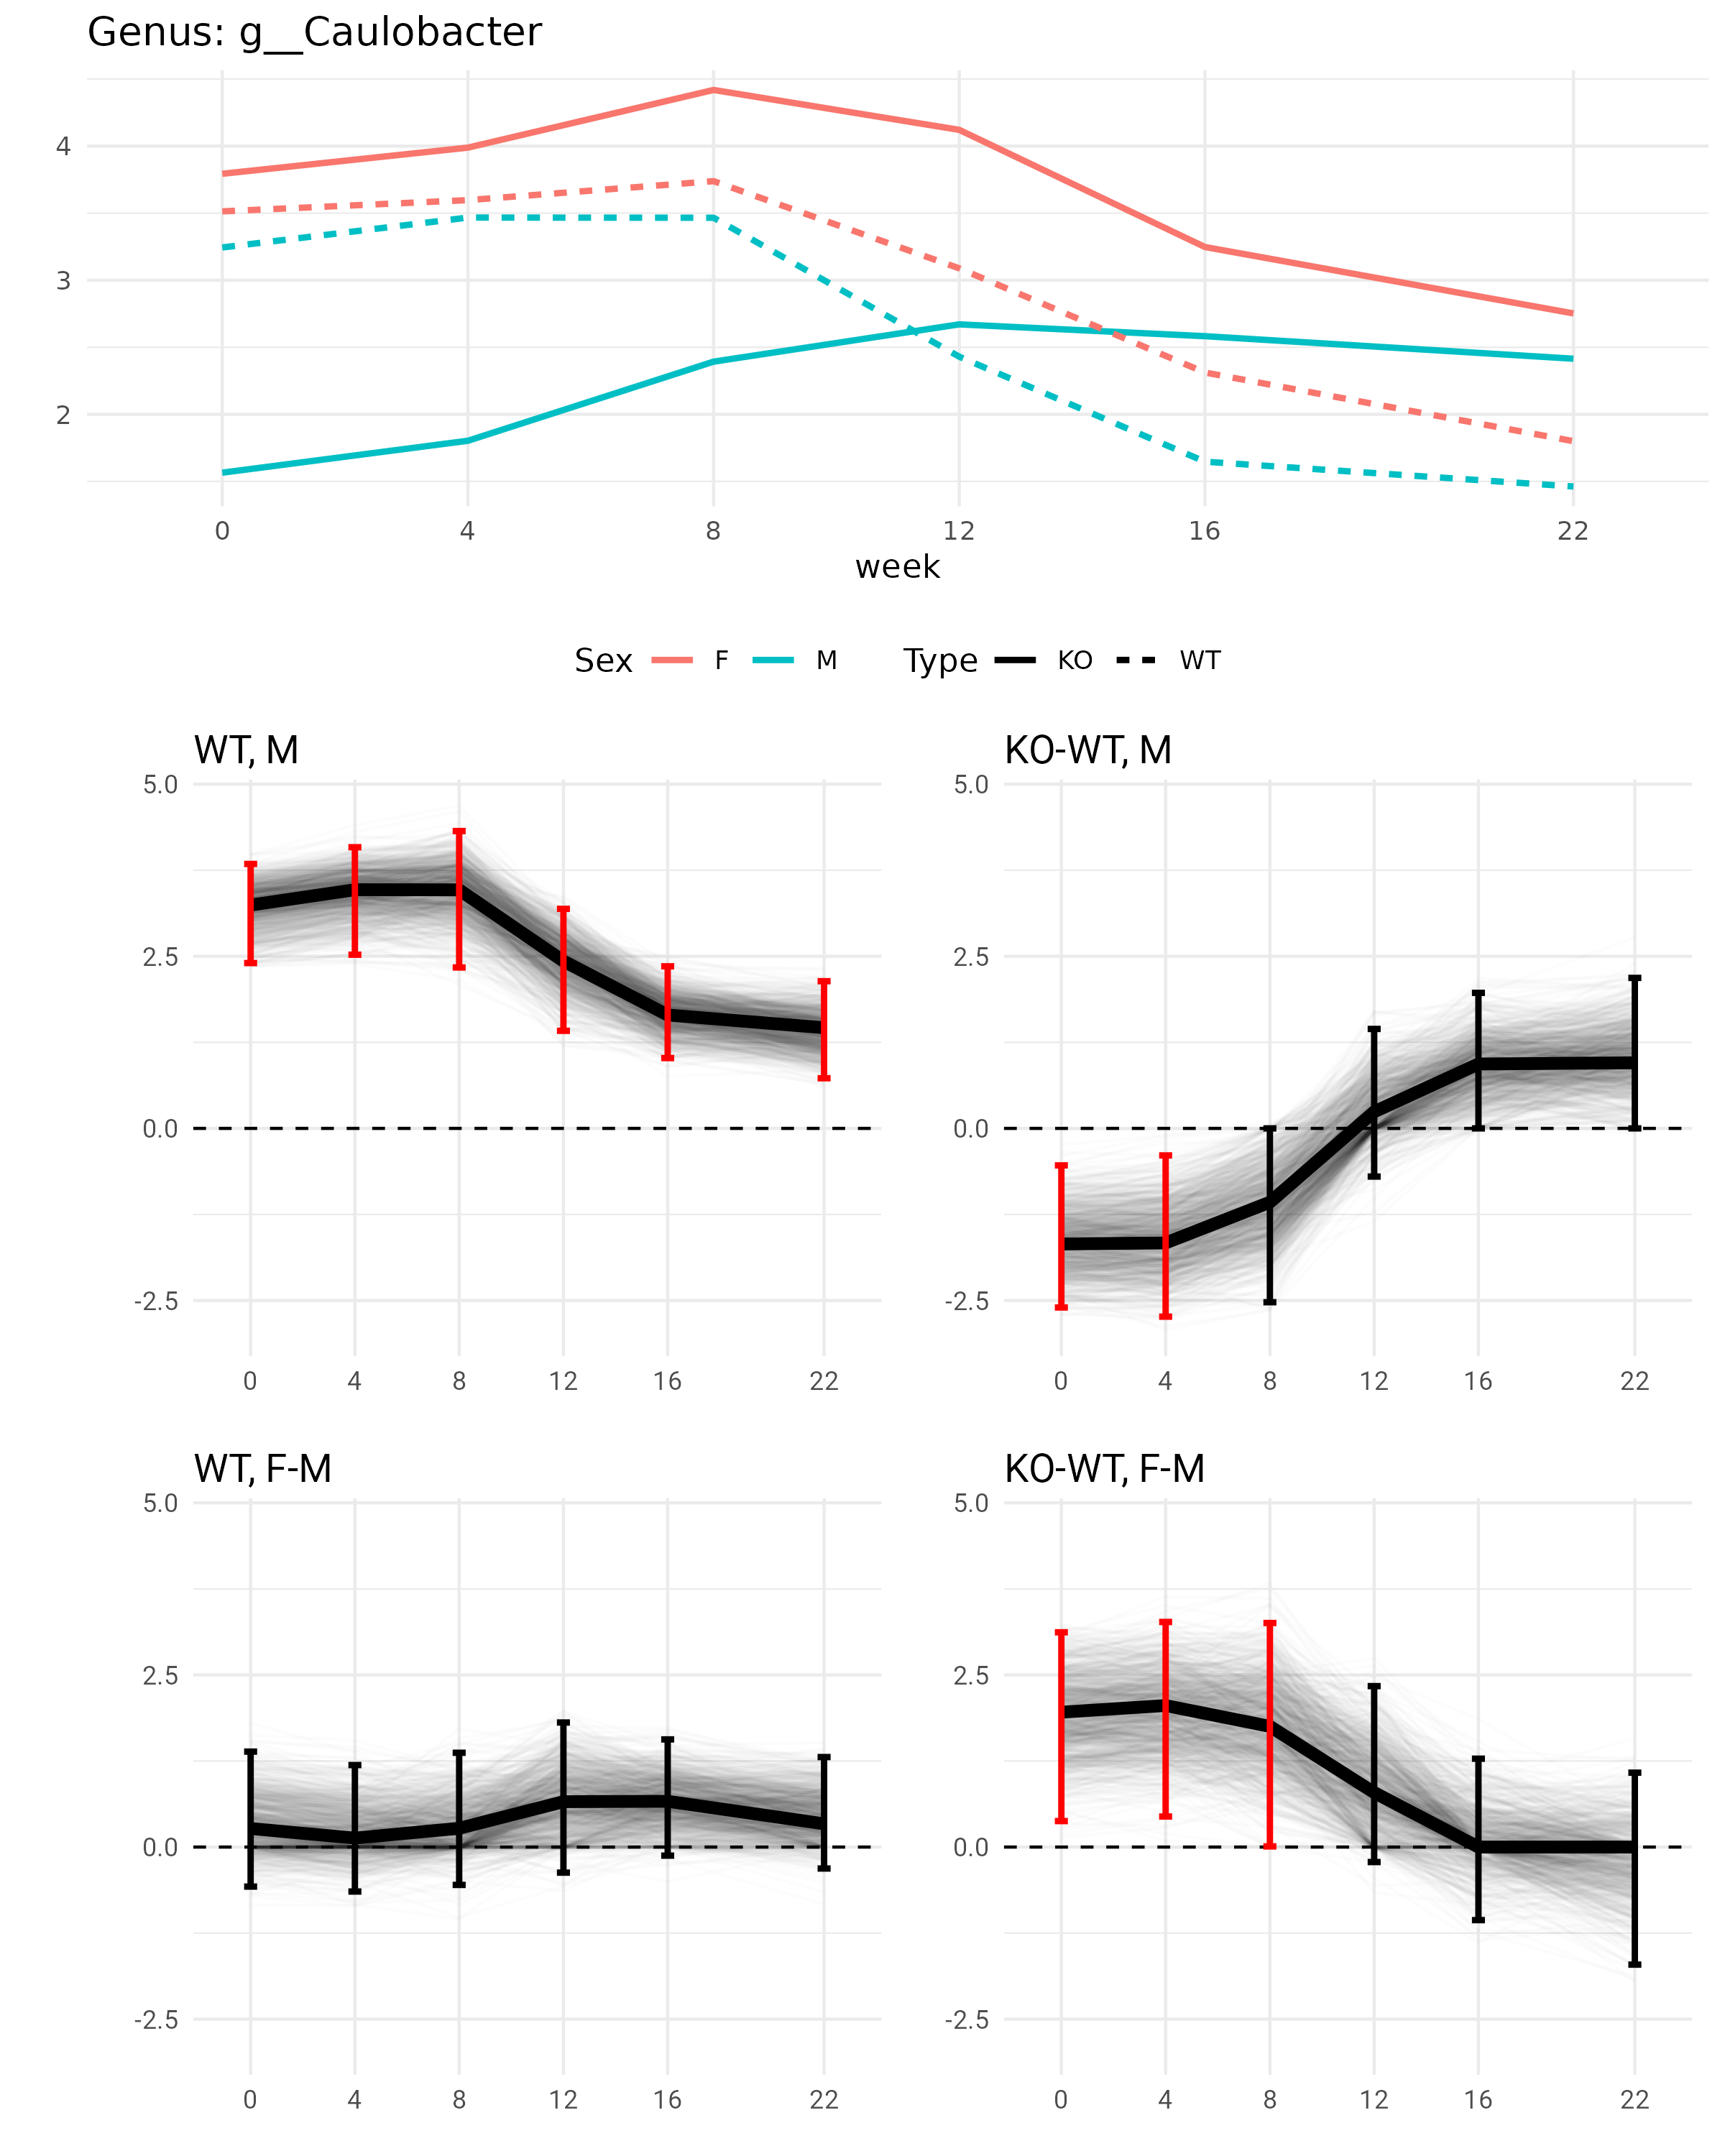 Genus: g__Caulobacter
4
3
2
0 4 8 12 16 22
week
Sex F M Type KO WT
WT, M KO-WT, M
5.0 5.0
2.5 2.5
0.0 0.0
-2.5 -2.5
0 4 8 12 16 22 0 4 8 12 16 22
WT, F-M KO-WT, F-M
5.0 5.0
2.5 2.5
0.0 0.0
-2.5 -2.5
0 4 8 12 16 22 0 4 8 12 16 22